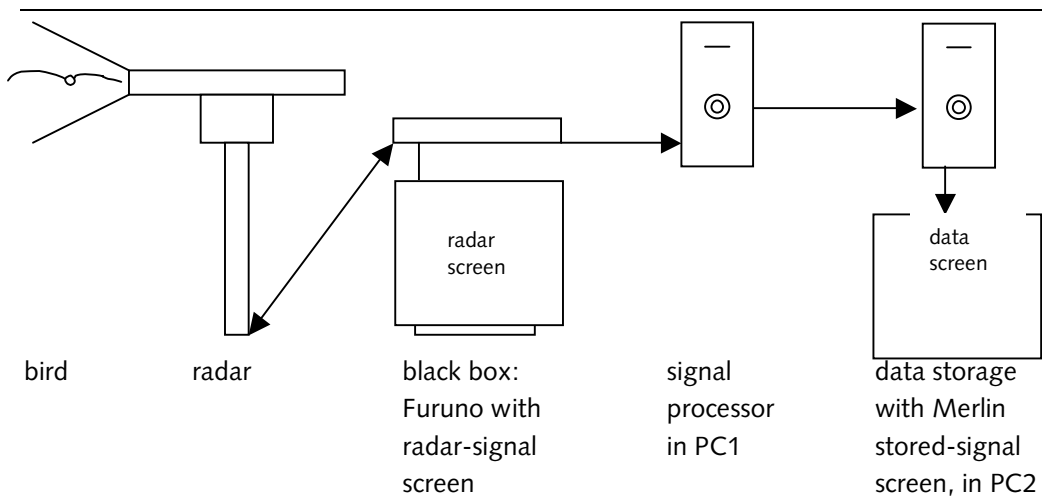 radar
screen
data
screen
bird
radar
black box:
Furuno with
radar-signal
screen
signal
processor
in PC1
data storage
with Merlin
stored-signal
screen, in PC2